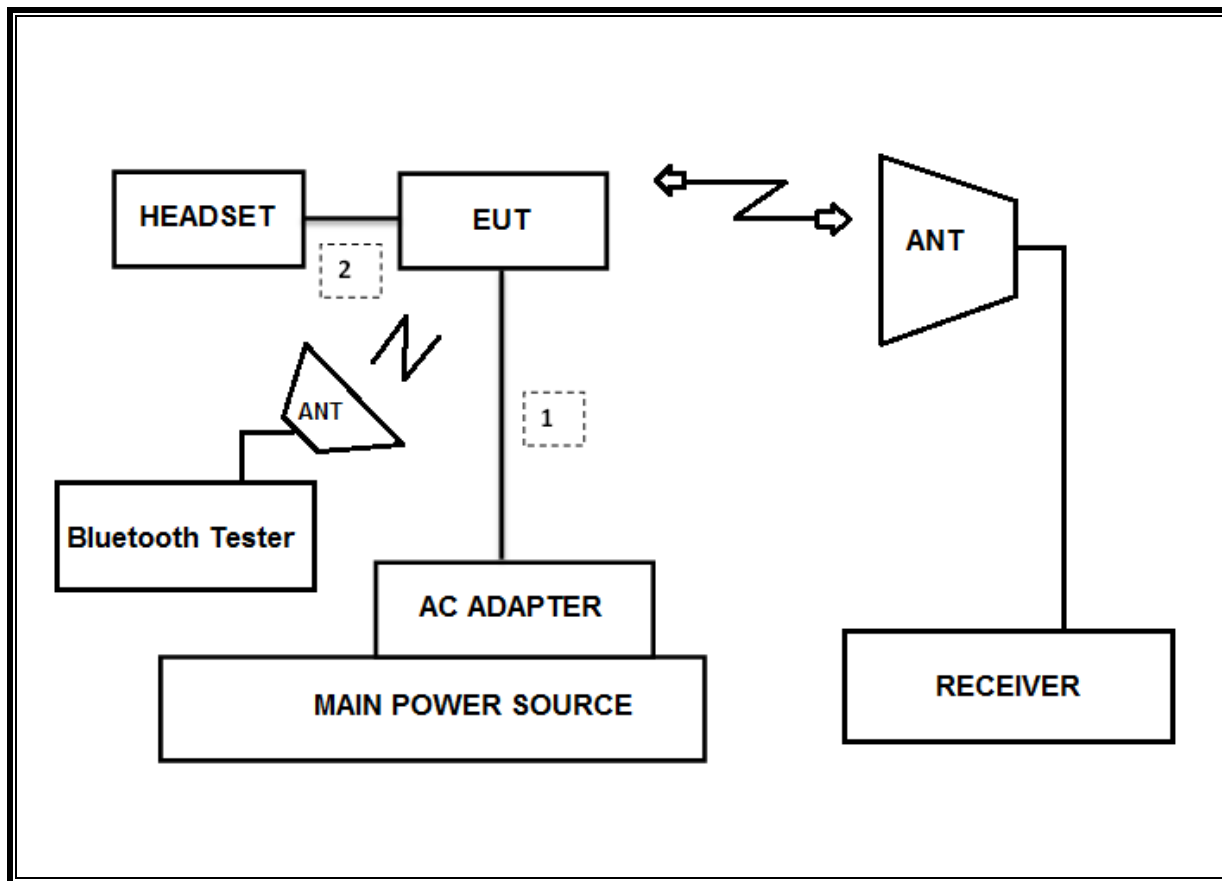 HEADSET
EUT
ANT
2
ANT
1
Bluetooth Tester
AC ADAPTER
RECEIVER
MAIN POWER SOURCE